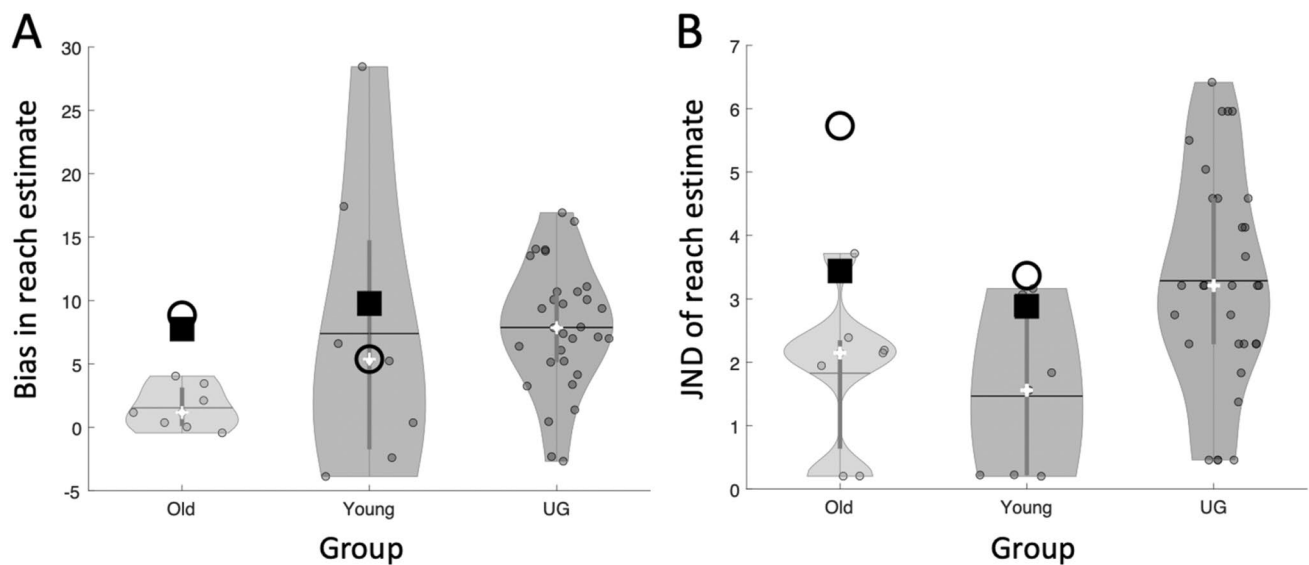 A
Bias in reach estimate
30
25
20
15
10
5
0
-5
Old
Young
UG
Group
B
JND of reach estimate
7
6
5
4
3
2
1
0
Old
Young
UG
Group